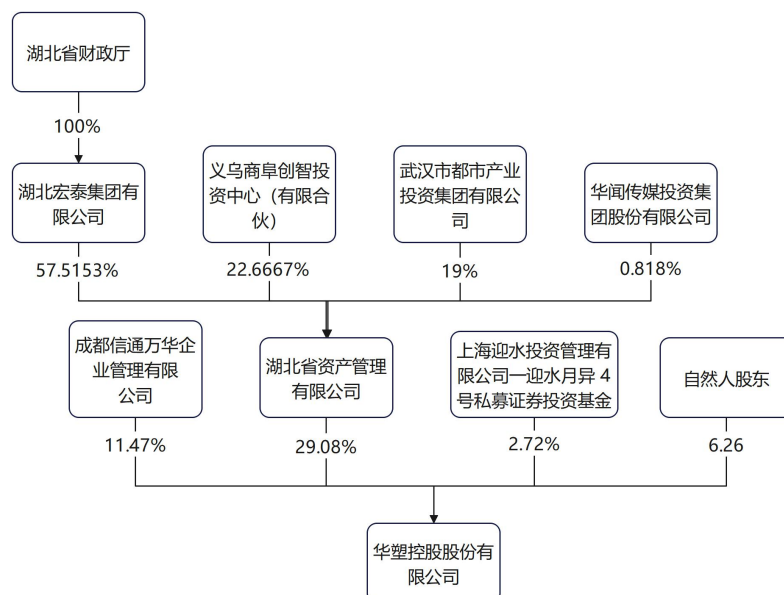 湖北省财政厅
100%
湖北宏泰集团有
限公司
义乌商阜创智投
资中心（有限合
伙）
武汉市都市产业
投资集团有限公
司
华闻传媒投资集
团股份有限公司
57.5153%
22.6667%
19%
0.818%
成都信通万华企
业管理有限
公司
湖北省资产管理
有限公司
上海迎水投资管理有
限公司一迎水月异 4
号私募证券投资基金
自然人股东
11.47%
29.08%
2.72%
6.26
华塑控股股份有
限公司